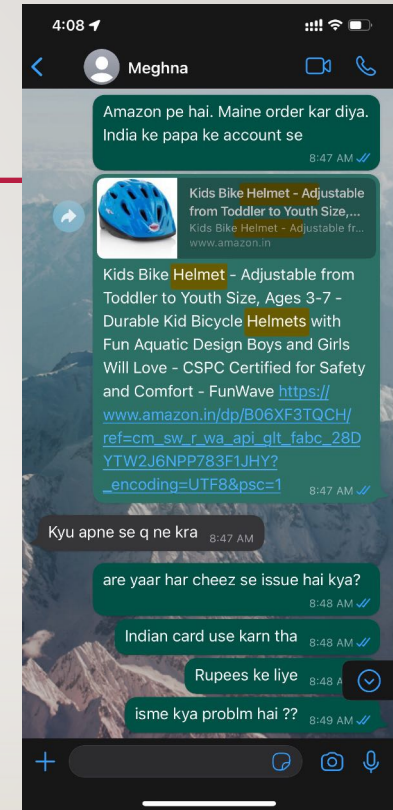 4:08
Meghna
Amazon pe hai. Maine order kar diya.
India ke papa ke account se
8:47 AM
Kids Bike Helmet - Adjustable
from Toddler to Youth Size,...
Kids Bike Helmet - Adjustable fr...
www.amazon.in
Kids Bike Helmet - Adjustable from
Toddler to Youth Size, Ages 3-7 -
Durable Kid Bicycle Helmets with
Fun Aquatic Design Boys and Girls
Will Love - CSPC Certified for Safety
and Comfort - FunWave https://
www.amazon.in/dp/B06XF3TQCH/
ref=cm_sw_r_wa_api_glt_fabc_28D
YTW2J6NPP783F1JHY?
_encoding=UTF8&psc=1
8:47 AM
Kyu apne se q ne kra 8:47 AM
are yaar har cheez se issue hai kya?
8:48 AM
Indian card use karn tha 8:48 AM
Rupees ke liye 8:48 A
isme kya problm hai ?? 8:49 AM